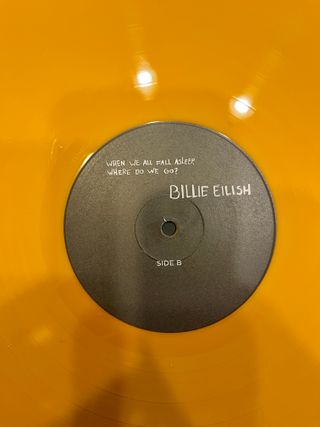 WHEN WE ALL FALL ASLEEP,
WHERE DO WE GO?
BILLIE EILISH
SIDE B